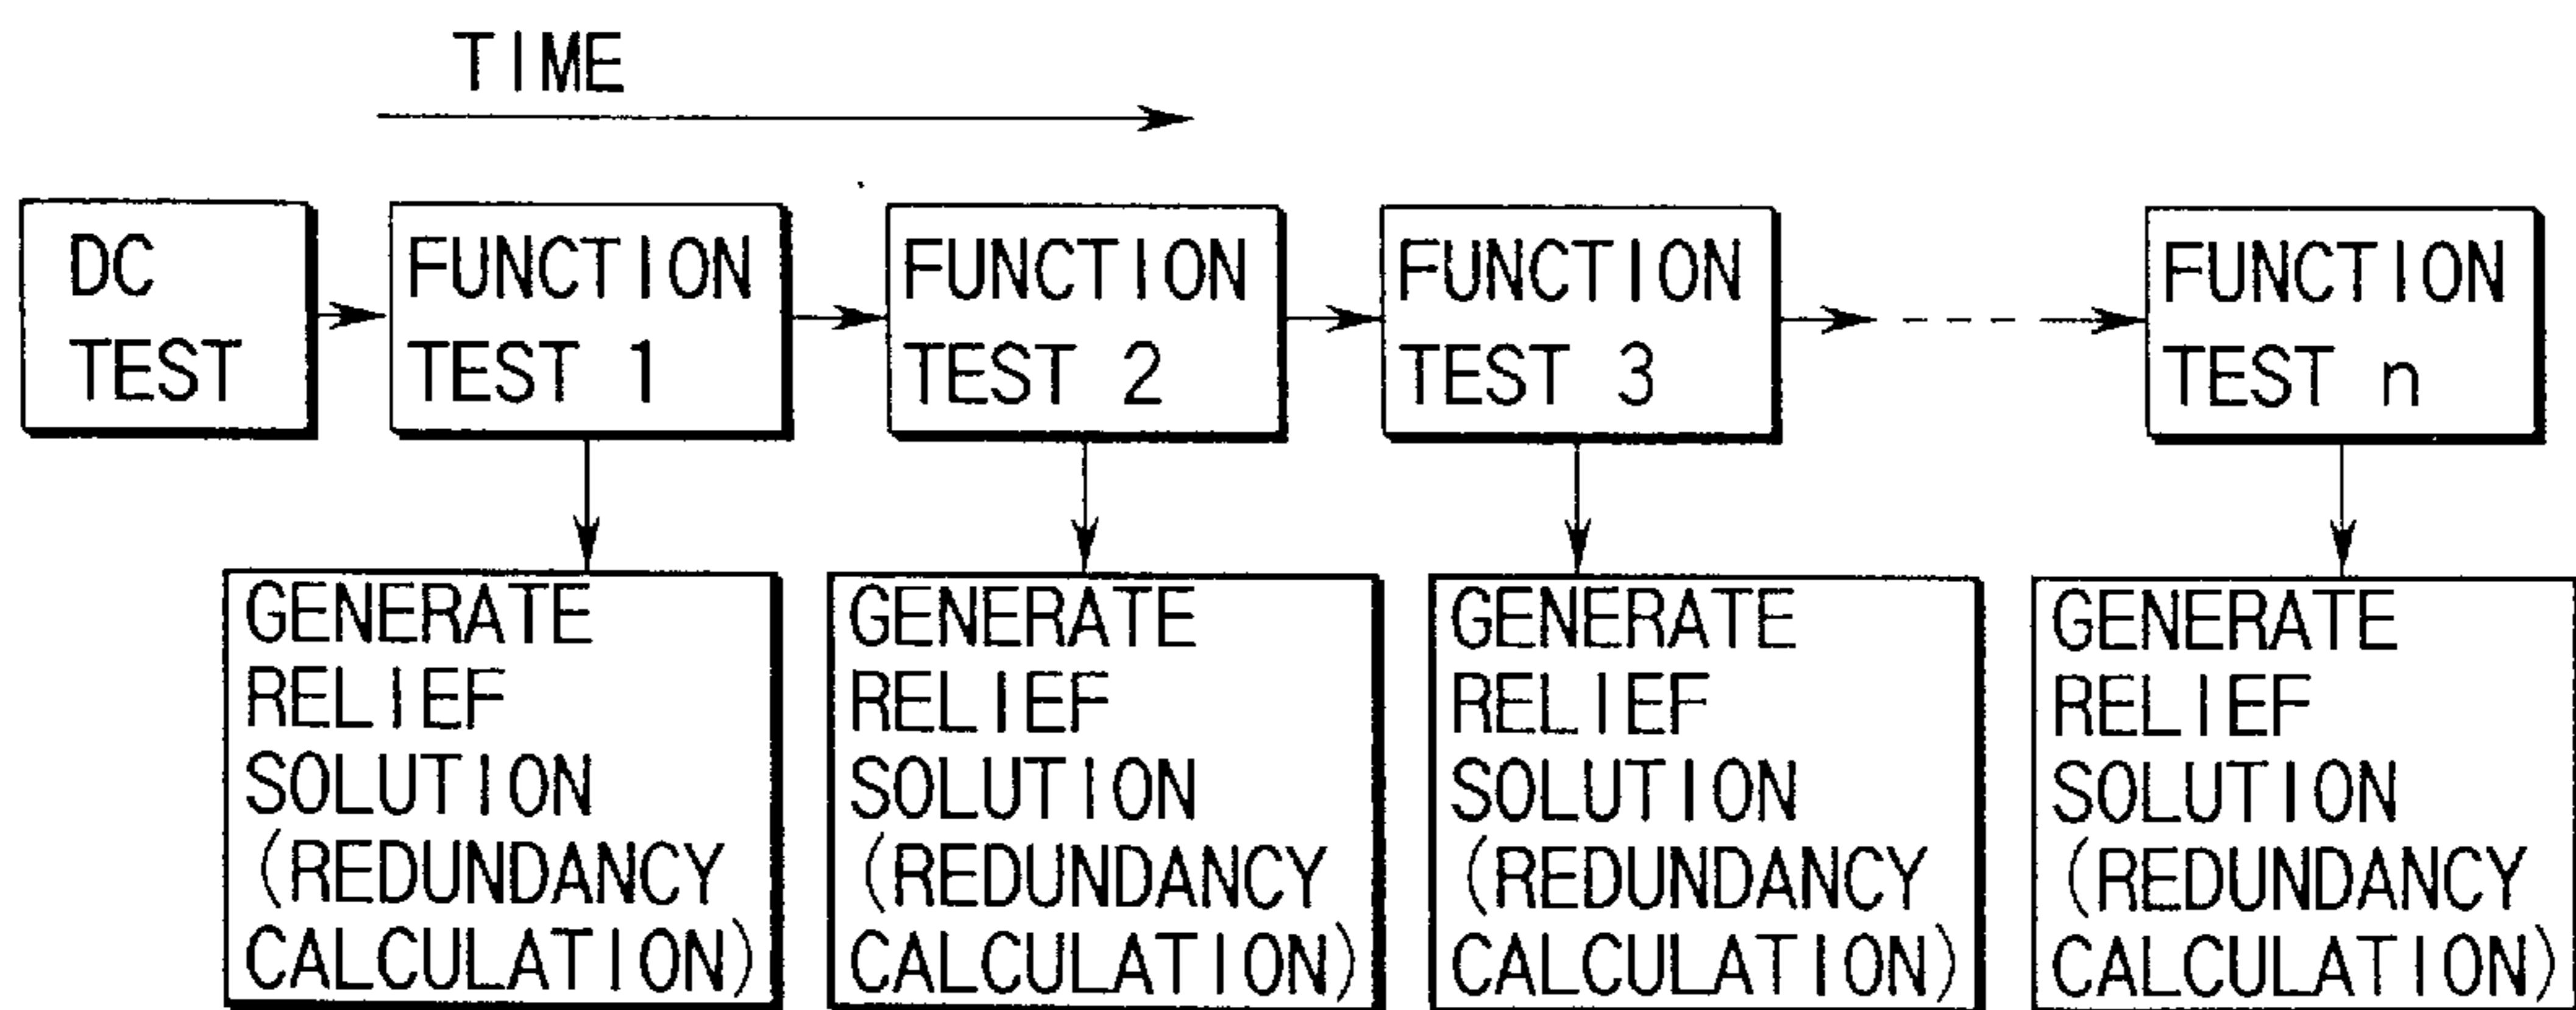 TIME
DC
TEST
FUNCTION
TEST 1
FUNCTION
TEST 2
FUNCTION
TEST 3
FUNCTION
TEST n
GENERATE
RELIEF
SOLUTION
(REDUNDANCY
CALCULATION)
GENERATE
RELIEF
SOLUTION
(REDUNDANCY
CALCULATION)
GENERATE
RELIEF
SOLUTION
(REDUNDANCY
CALCULATION)
GENERATE
RELIEF
SOLUTION
(REDUNDANCY
CALCULATION)